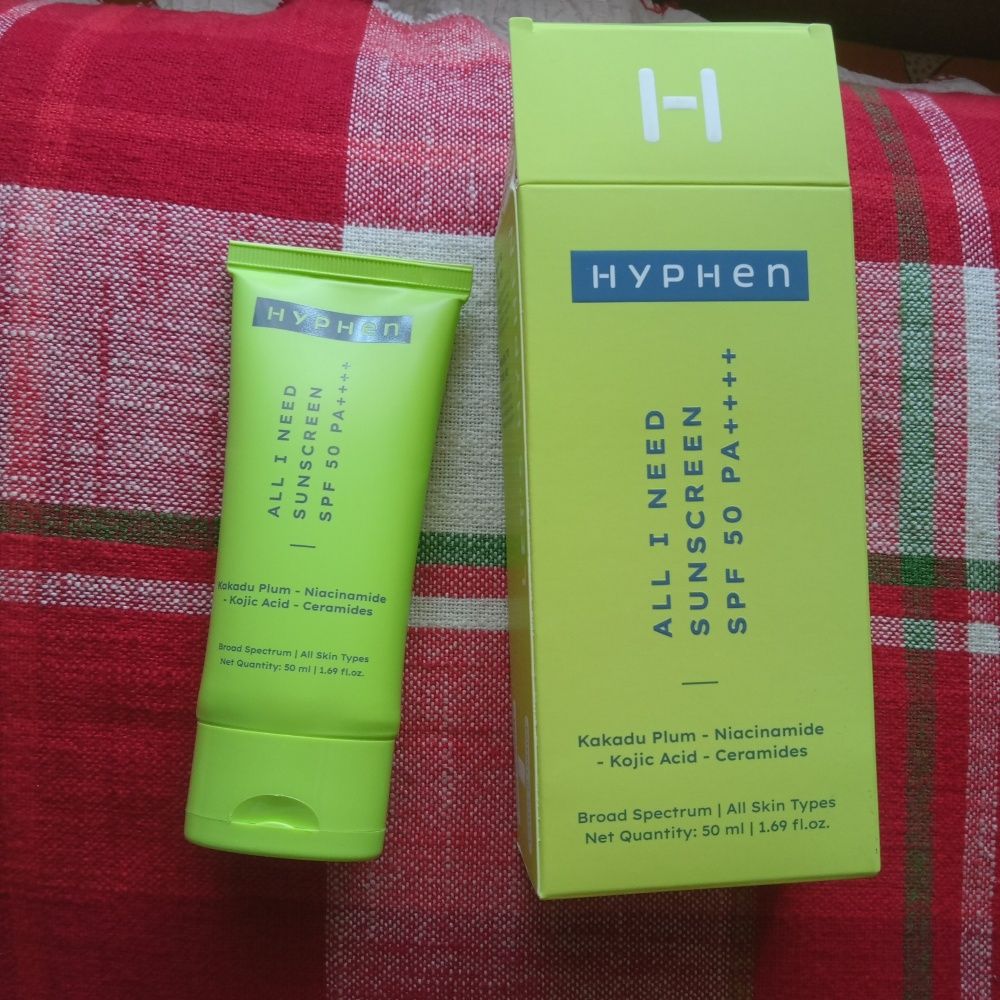 HYPHen
ALL I NEED
SUNSCREEN
SPF 50 PA++++
Kakadu Plum - Niacinamide
- Kojic Acid - Ceramides
Broad Spectrum | All Skin Types
Net Quantity: 50 ml | 1.69 fl.oz.
H
HYPHen
ALL I NEED
SUNSCREEN
SPF 50 PA++++
Kakadu Plum - Niacinamide
- Kojic Acid - Ceramides
Broad Spectrum | All Skin Types
Net Quantity: 50 ml | 1.69 fl.oz.